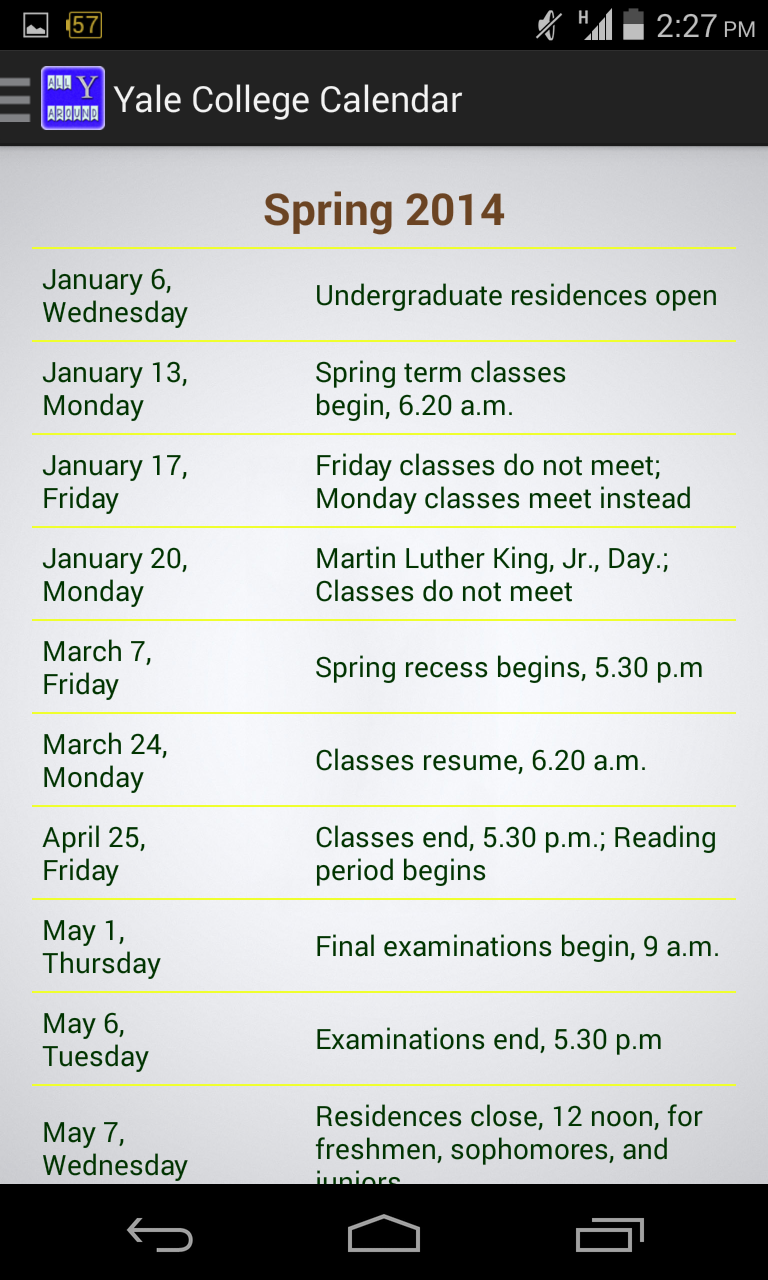 57
H
2:27 PM
ALL Y
AROUND
Yale College Calendar
Spring 2014
January 6,
Wednesday
Undergraduate residences open
January 13,
Monday
Spring term classes
begin, 6.20 a.m.
January 17,
Friday
Friday classes do not meet;
Monday classes meet instead
January 20,
Monday
Martin Luther King, Jr., Day.;
Classes do not meet
March 7,
Friday
Spring recess begins, 5.30 p.m
March 24,
Monday
Classes resume, 6.20 a.m.
April 25,
Friday
Classes end, 5.30 p.m.; Reading
period begins
May 1,
Thursday
Final examinations begin, 9 a.m.
May 6,
Tuesday
Examinations end, 5.30 p.m
May 7,
Wednesday
Residences close, 12 noon, for
freshmen, sophomores, and
juniors